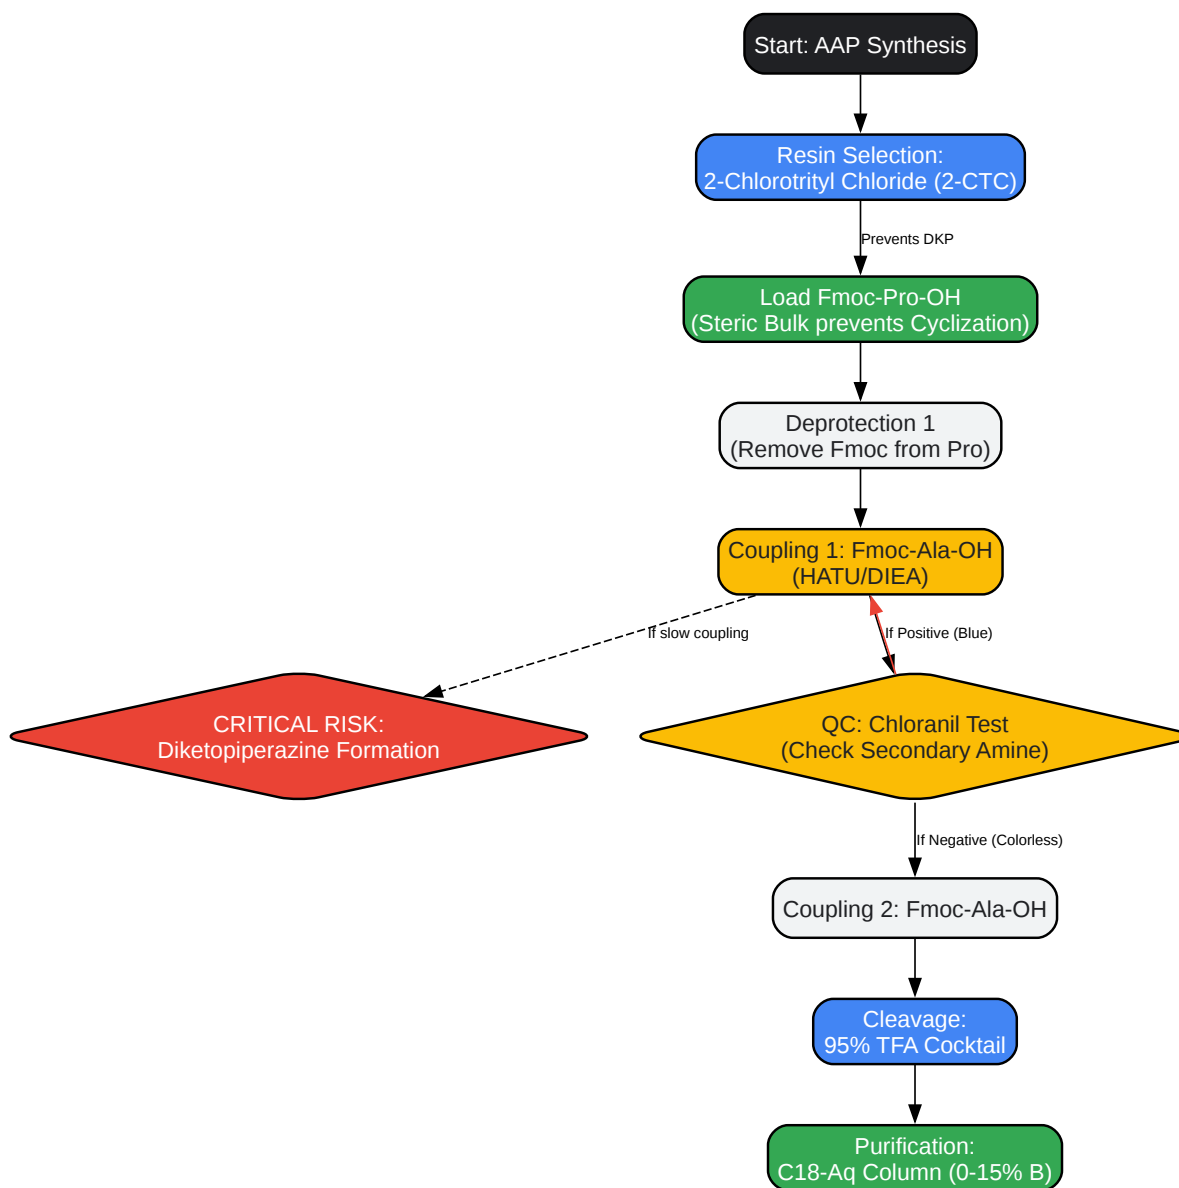 Start: AAP Synthesis
Resin Selection:
2-Chlorotrityl Chloride (2-CTC)
Prevents DKP
Load Fmoc-Pro-OH
(Steric Bulk prevents Cyclization)
Deprotection 1
(Remove Fmoc from Pro)
Coupling 1: Fmoc-Ala-OH
(HATU/DIEA)
If slow coupling
If Positive (Blue)
CRITICAL RISK:
Diketopiperazine Formation
QC: Chloranil Test
(Check Secondary Amine)
If Negative (Colorless)
Coupling 2: Fmoc-Ala-OH
Cleavage:
95% TFA Cocktail
Purification:
C18-Aq Column (0-15% B)